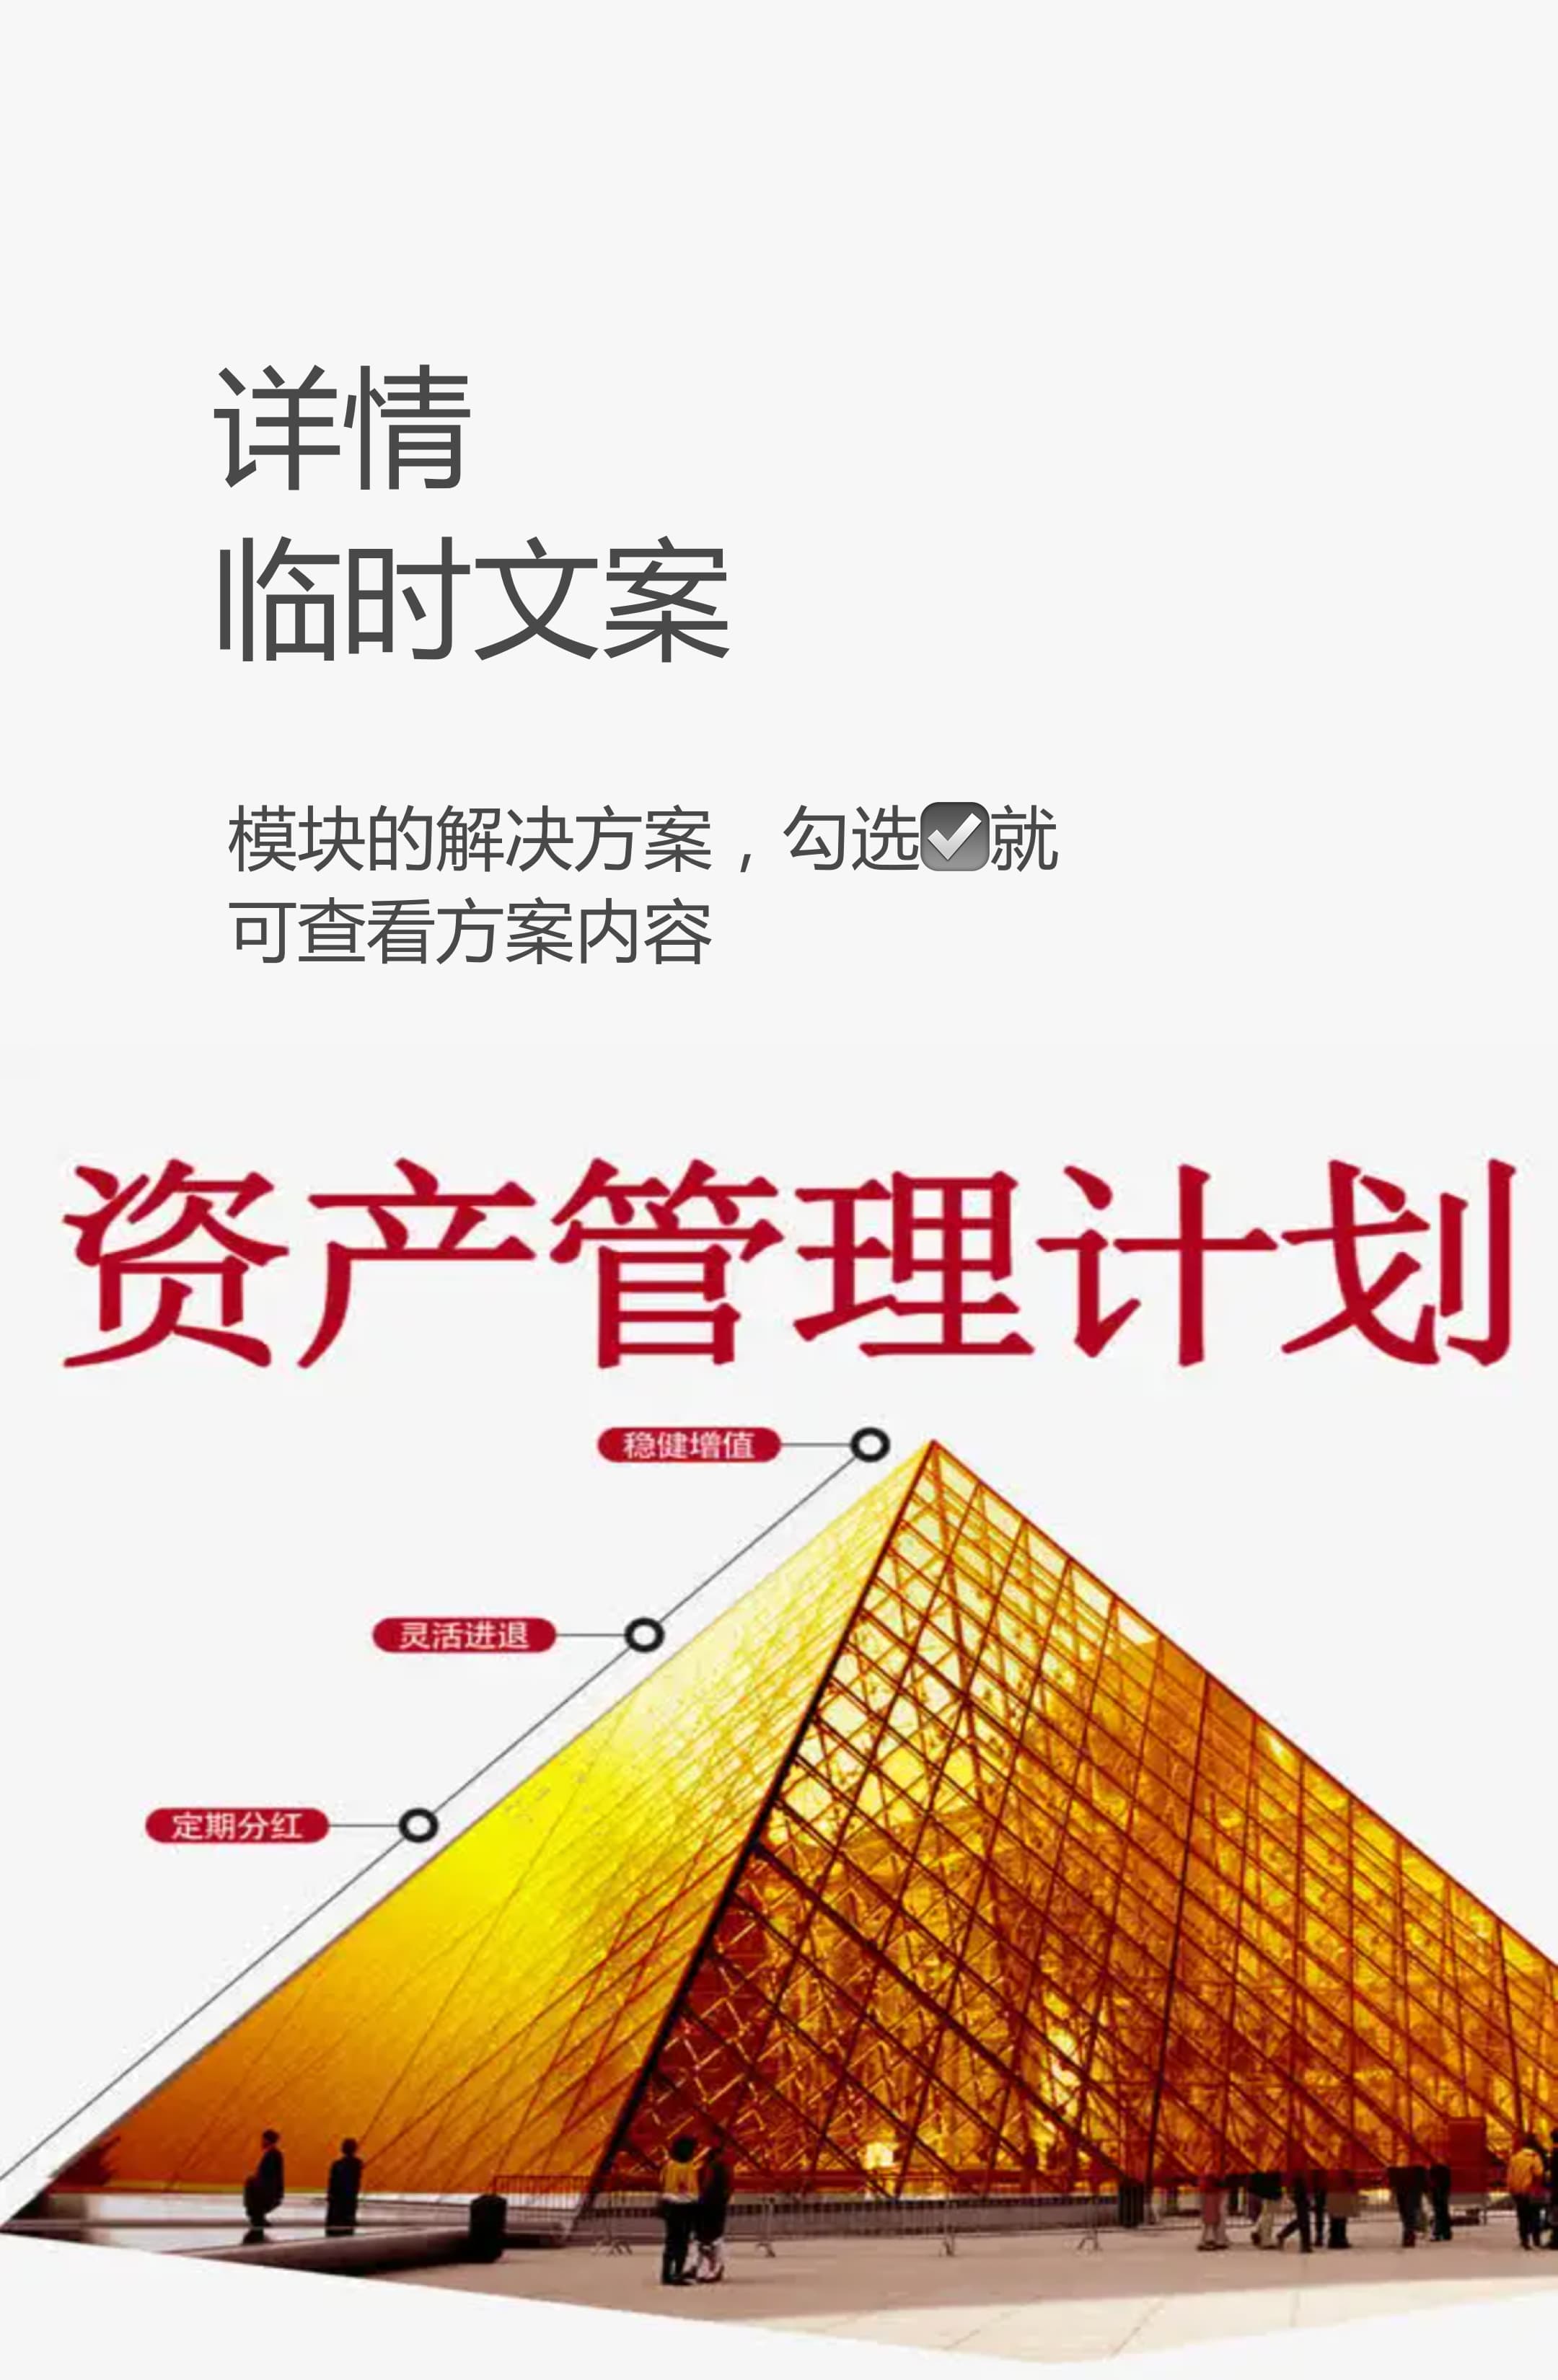 详情
临时文案
模块的解决方案，勾选☑就
可查看方案内容
资产管理计划
稳健增值
灵活进退
定期分红